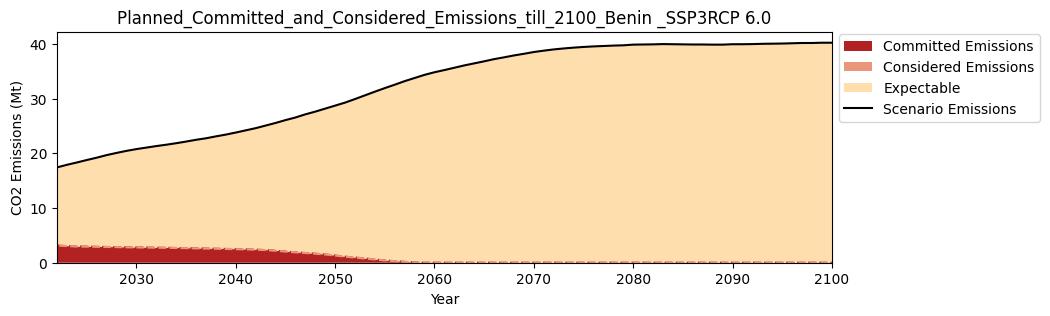 Planned_Committed_and_Considered_Emissions_till_2100_Benin _SSP3RCP 6.0
CO2 Emissions (Mt)
40
30
20
10
0
2030 2040 2050 2060 2070 2080 2090 2100
Year
Committed Emissions
Considered Emissions
Expectable
Scenario Emissions